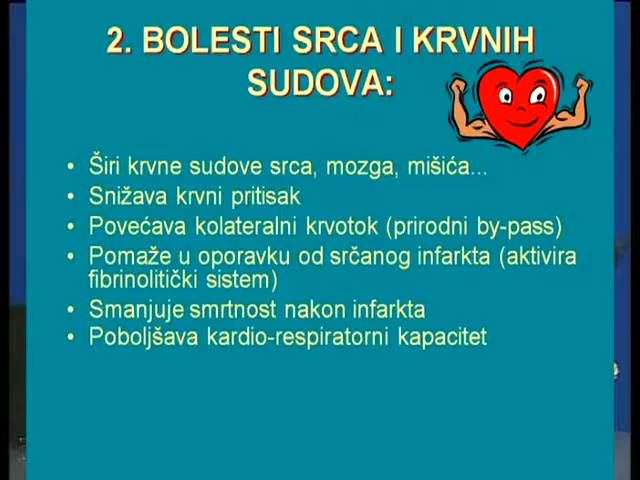 2. BOLESTI SRCA I KRVNIH
SUDOVA:
• Širi krvne sudove srca, mozga, mišića...
• Snižava krvni pritisak
• Povećava kolateralni krvotok (prirodni by-pass)
• Pomaže u oporavku od srčanog infarkta (aktivira
fibrinolitički sistem)
• Smanjuje smrtnost nakon infarkta
• Poboljšava kardio-respiratorni kapacitet